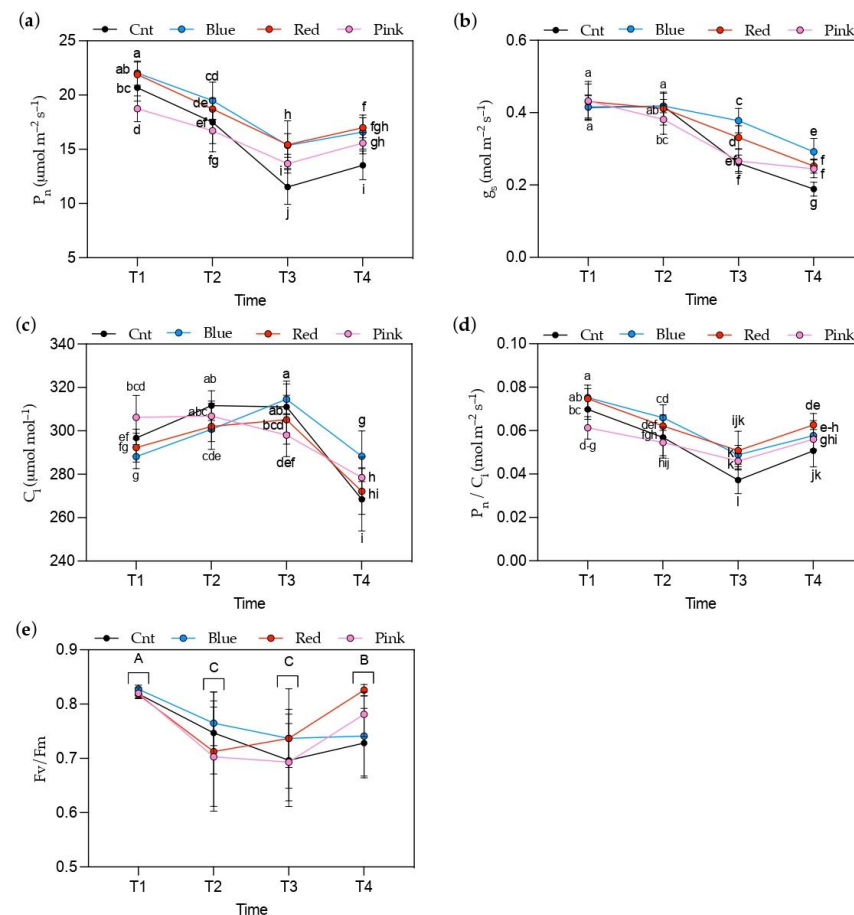 (a)
Cnt Blue Red Pink
25
20
15
10
5
Pₙ (μmol m⁻² s⁻¹)
a
ab
bc
d
cd
de
ef
fg
h
i
j
f
fgh
gh
i
T1 T2 T3 T4
Time
(b)
Cnt Blue Red Pink
0.6
0.4
0.2
0.0
gₛ (mol m⁻² s⁻¹)
a
a
a
ab
bc
c
d
ef
f
e
f
f
g
T1 T2 T3 T4
Time
(c)
Cnt Blue Red Pink
340
320
300
280
260
240
Cᵢ (μmol mol⁻¹)
bcd
ef
fg
g
ab
abc
cde
a
ab
bcd
def
g
h
hi
i
T1 T2 T3 T4
Time
(d)
Cnt Blue Red Pink
0.10
0.08
0.06
0.04
0.02
0.00
Pₙ / Cᵢ (mol m⁻² s⁻¹)
a
ab
bc
d-g
cd
def
fgh
hij
ijk
k
k
l
de
e-h
ghi
jk
T1 T2 T3 T4
Time
(e)
Cnt Blue Red Pink
0.9
0.8
0.7
0.6
0.5
Fv/Fm
A C C B
T1 T2 T3 T4
Time